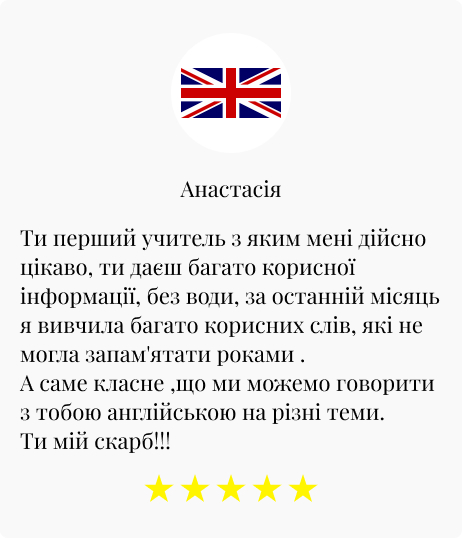 Анастасія
Ти перший учитель з яким мені дійсно
цікаво, ти даєш багато корисної
інформації, без води, за останній місяць
я вивчила багато корисних слів, які не
могла запам'ятати роками .
А саме класне ,що ми можемо говорити
з тобою англійською на різні теми.
Ти мій скарб!!!